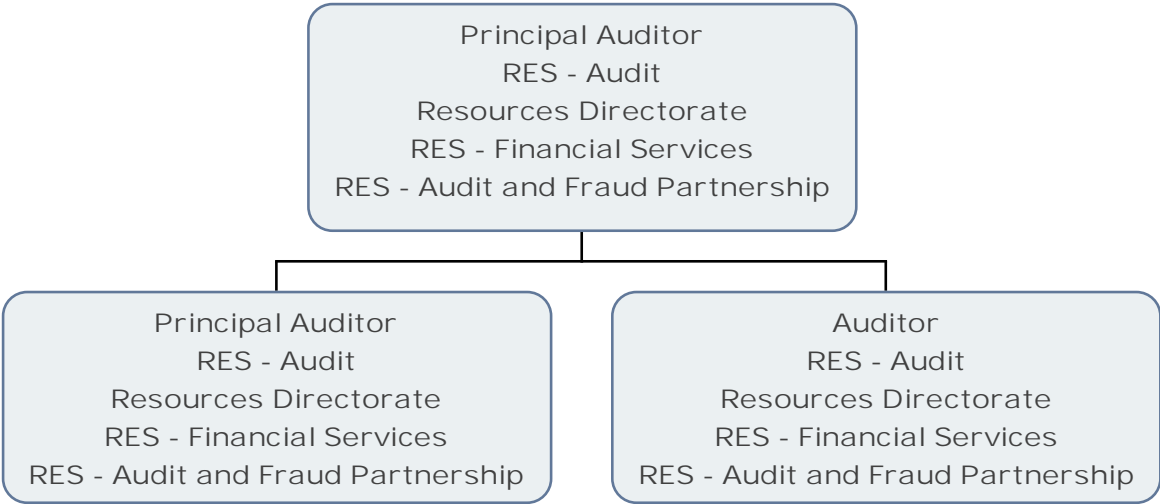 Principal Auditor
RES - Audit
Resources Directorate
RES - Financial Services
RES - Audit and Fraud Partnership
Principal Auditor
RES - Audit
Resources Directorate
RES - Financial Services
RES - Audit and Fraud Partnership
Auditor
RES - Audit
Resources Directorate
RES - Financial Services
RES - Audit and Fraud Partnership